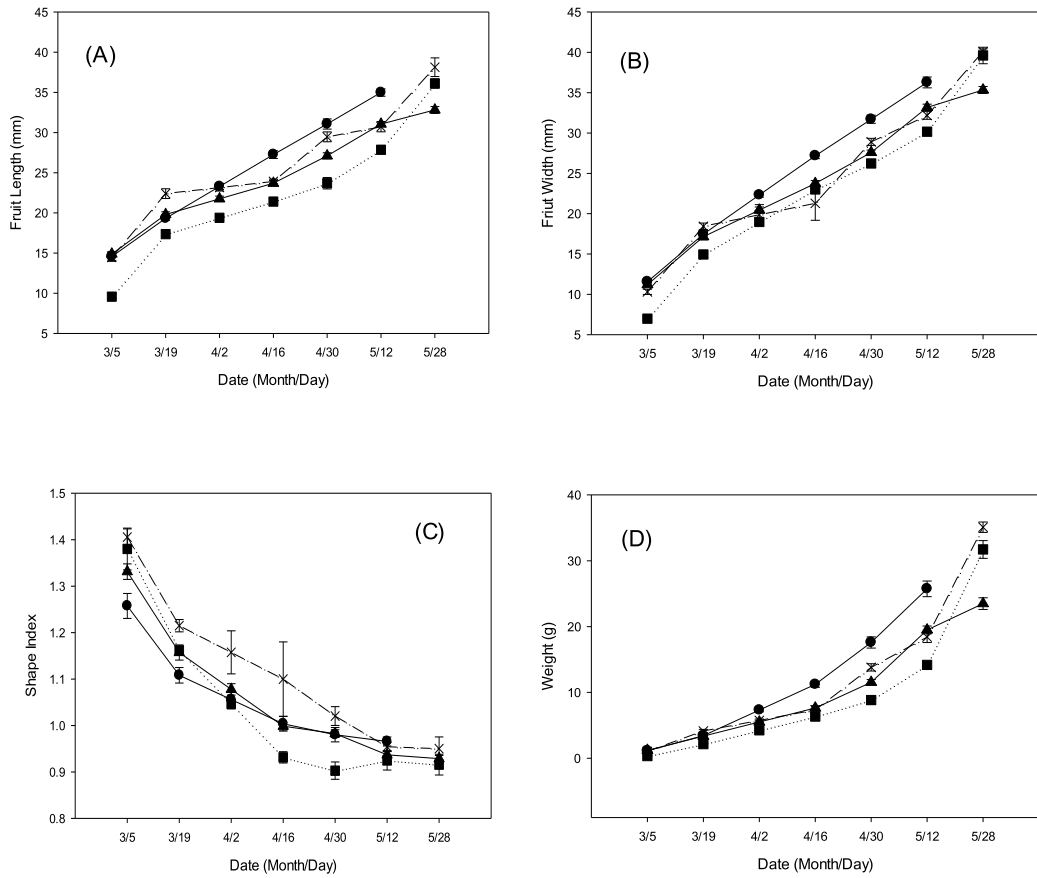 (A)
Fruit Length (mm)
45
40
35
30
25
20
15
10
5
3/5 3/19 4/2 4/16 4/30 5/12 5/28
Date (Month/Day)
(B)
Friut Width (mm)
45
40
35
30
25
20
15
10
5
3/5 3/19 4/2 4/16 4/30 5/12 5/28
Date (Month/Day)
(C)
Shape Index
1.5
1.4
1.3
1.2
1.1
1.0
0.9
0.8
3/5 3/19 4/2 4/16 4/30 5/12 5/28
Date (Month/Day)
(D)
Weight (g)
40
30
20
10
0
3/5 3/19 4/2 4/16 4/30 5/12 5/28
Date (Month/Day)